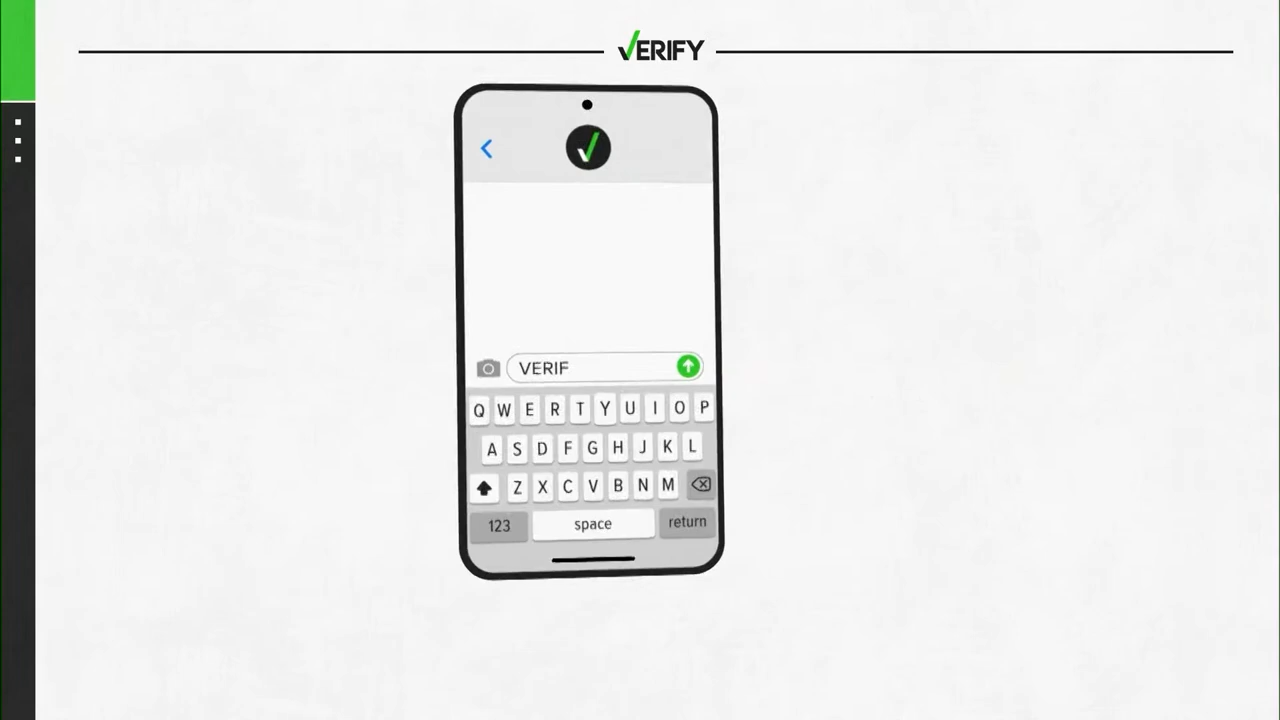 VERIFY
VERIF
Q W E R T Y U I O P
A S D F G H J K L
Z X C V B N M
123 space return